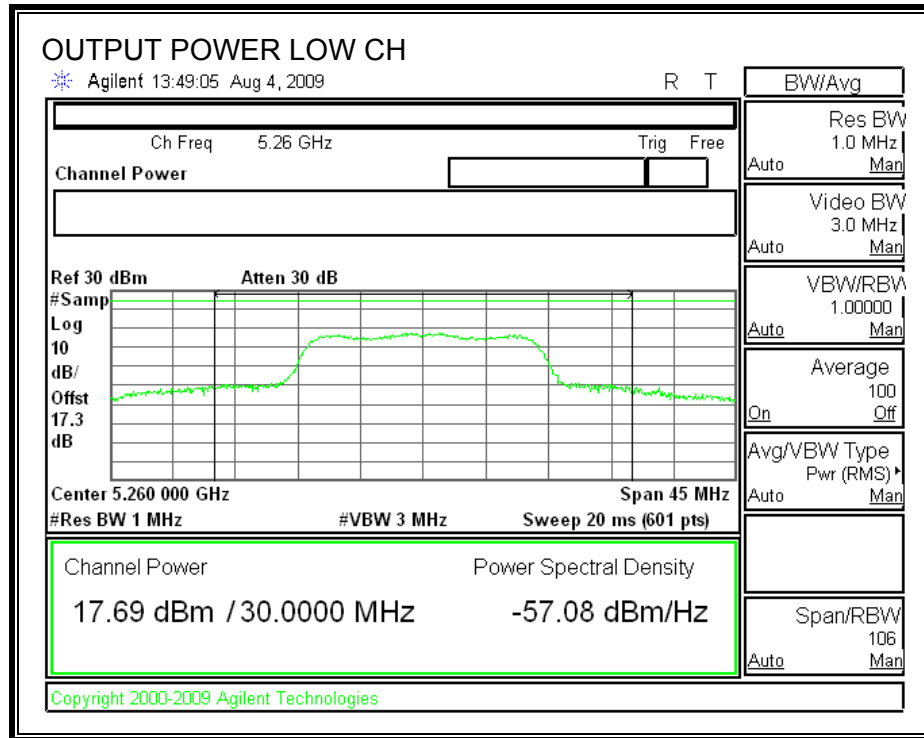 OUTPUT POWER LOW CH
Agilent 13:49:05 Aug 4, 2009 R T
Ch Freq 5.26 GHz Trig Free
Channel Power
Ref 30 dBm Atten 30 dB
#Samp
Log
10
dB/
Offst
17.3
dB
Center 5.260 000 GHz Span 45 MHz
#Res BW 1 MHz #VBW 3 MHz Sweep 20 ms (601 pts)
Channel Power Power Spectral Density
17.69 dBm / 30.0000 MHz -57.08 dBm/Hz
Copyright 2000-2009 Agilent Technologies
BW/Avg
Res BW
1.0 MHz
Auto Man
Video BW
3.0 MHz
Auto Man
VBW/RBW
1.00000
Auto Man
Average
100
On Off
Avg/VBW Type
Pwr (RMS)
Auto Man
Span/RBW
106
Auto Man